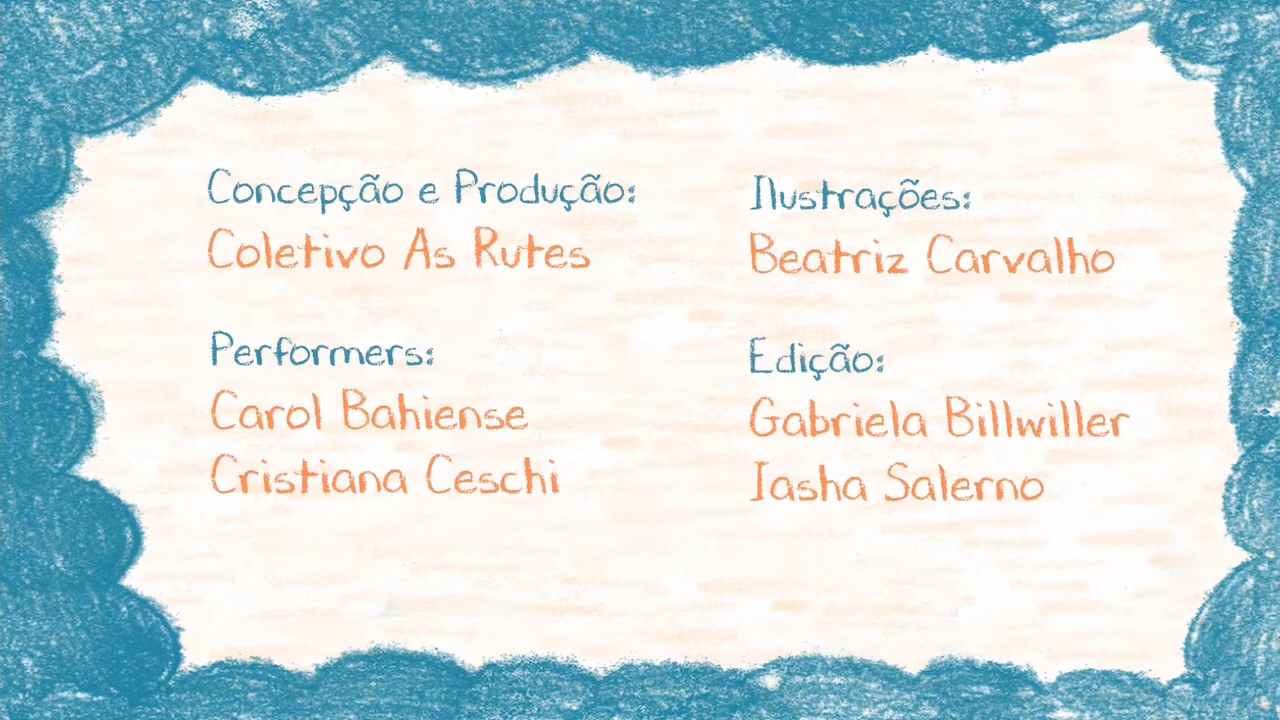 Concepção e Produção:
Coletivo As Rutes
Performers:
Carol Bahiense
Cristiana Ceschi
Ilustrações:
Beatriz Carvalho
Edição:
Gabriela Billwiller
Iasha Salerno